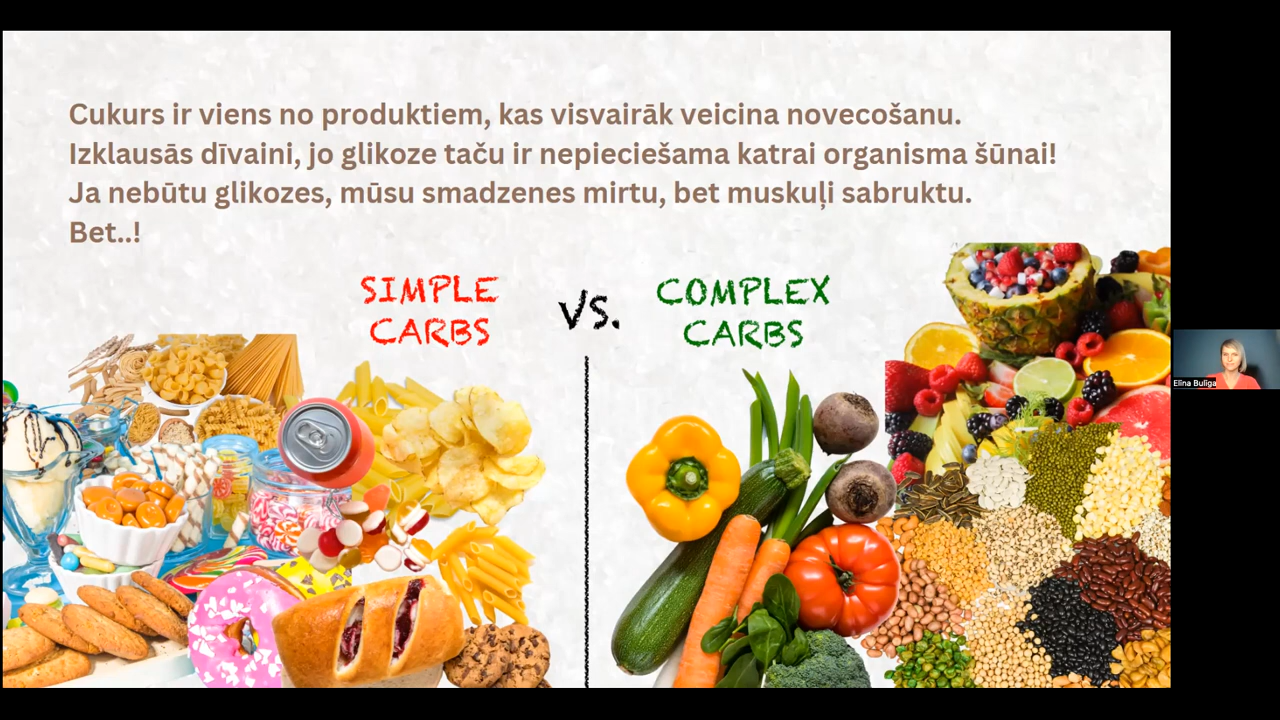 Cukurs ir viens no produktiem, kas visvairāk veicina novecošanu.
Izklausās dīvaini, jo glikoze taču ir nepieciešama katrai organisma šūnai!
Ja nebūtu glikozes, mūsu smadzenes mirtu, bet muskuļi sabruktu.
Bet..!
SIMPLE
CARBS
VS.
COMPLEX
CARBS
Elīna Buliga